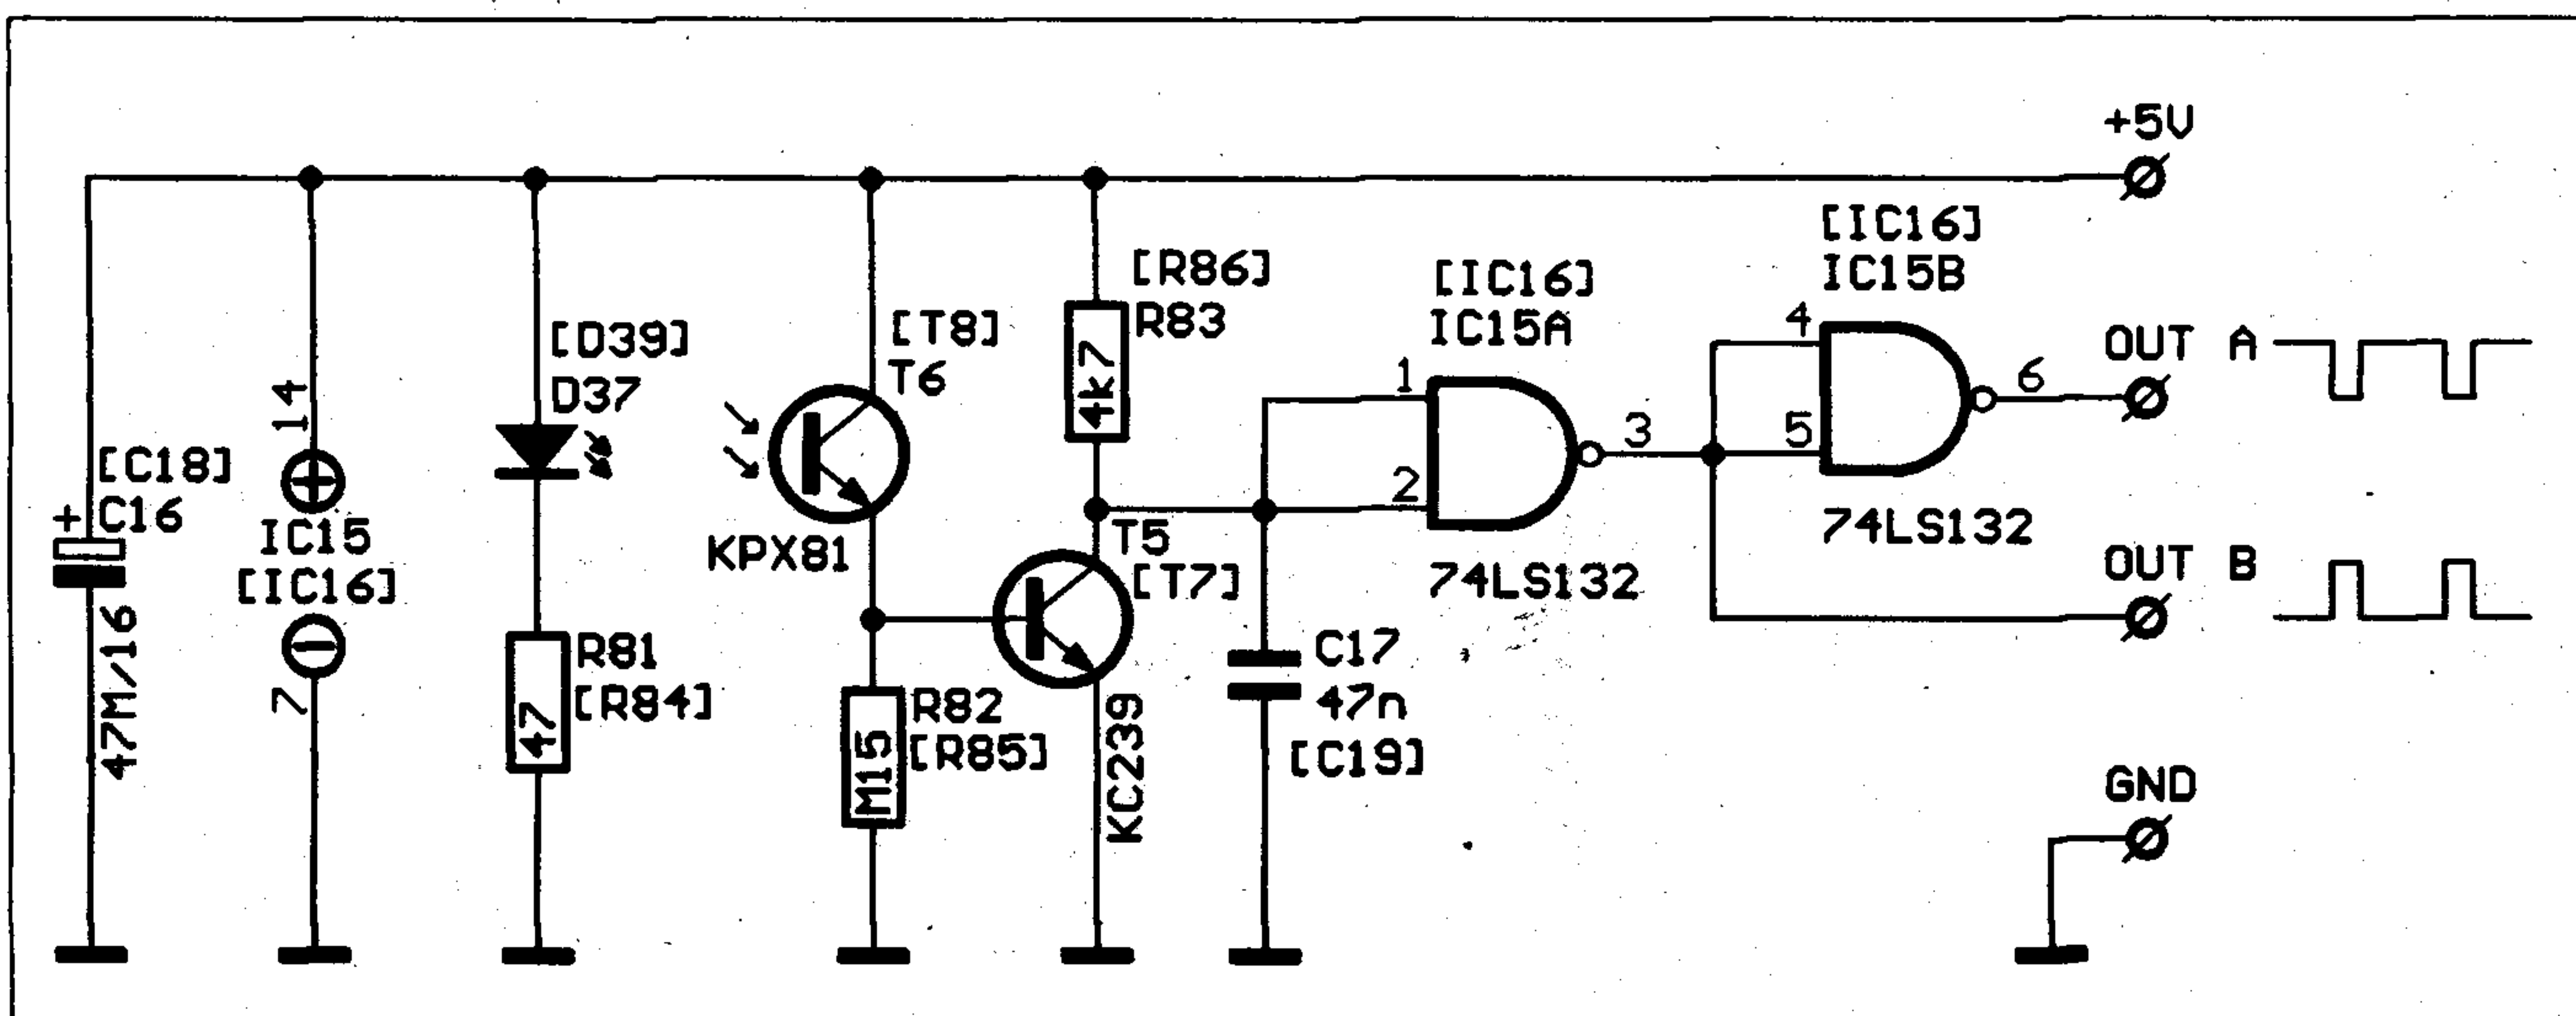 +5V
[IC16]
IC15B
[R86]
R83
4k7
[IC16]
IC15A
[T8]
T6
[D39]
D37
14
[C18]
+ C16
IC15
[IC16]
7
47M/16
KPX81
T5
[T7]
1
2
3
4
5
6
OUT A
74LS132
74LS132
OUT B
R81
[R84]
47
R82
[R85]
M15
KC239
C17
47n
[C19]
GND